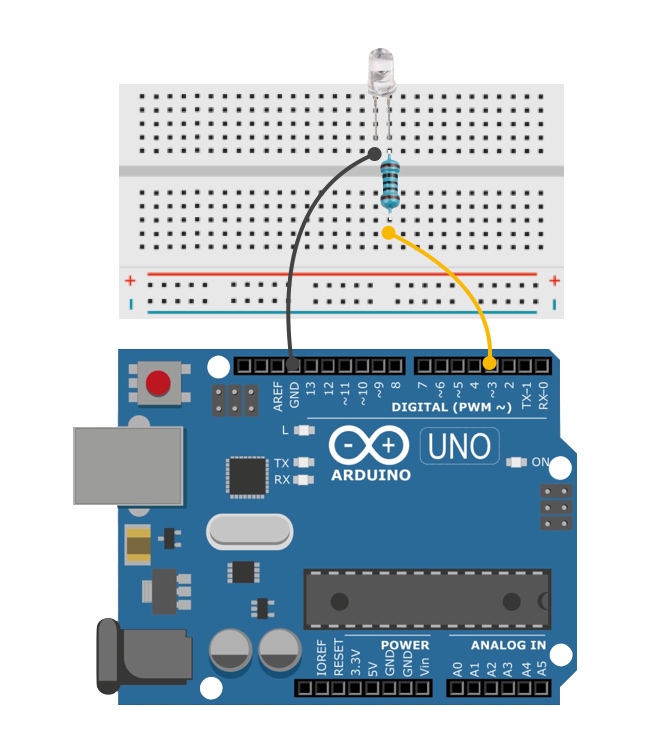 + +
- -
AREF GND 13 12 ~11 ~10 ~9 8 7 ~6 ~5 4 ~3 2 TX-1 RX-0
DIGITAL (PWM ~)
L
TX
RX
- +
UNO
ON
ARDUINO
POWER
ANALOG IN
IOREF RESET 3.3V 5V GND GND Vin A0 A1 A2 A3 A4 A5